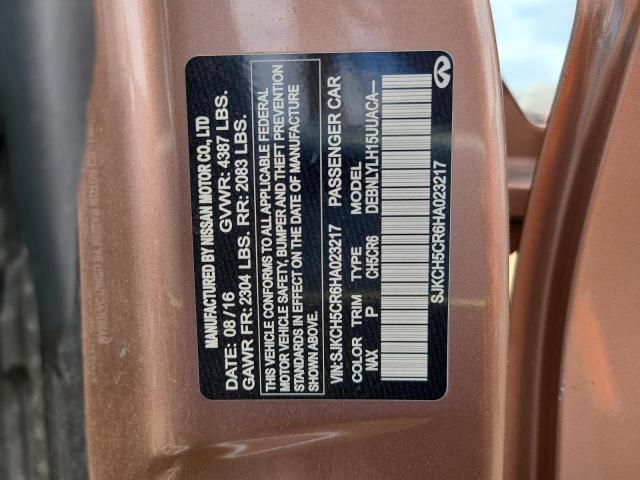 MANUFACTURED BY NISSAN MOTOR CO., LTD
DATE: 08/16 GVWR: 4387 LBS.
GAWR FR: 2304 LBS. RR: 2083 LBS.
THIS VEHICLE CONFORMS TO ALL APPLICABLE FEDERAL
MOTOR VEHICLE SAFETY, BUMPER AND THEFT PREVENTION
STANDARDS IN EFFECT ON THE DATE OF MANUFACTURE
SHOWN ABOVE.
VIN:SJKCH5CR6HA023217 PASSENGER CAR
COLOR TRIM TYPE MODEL
NAX P CH5CR6 DEBNLYLH15UUACA—
SJKCH5CR6HA023217